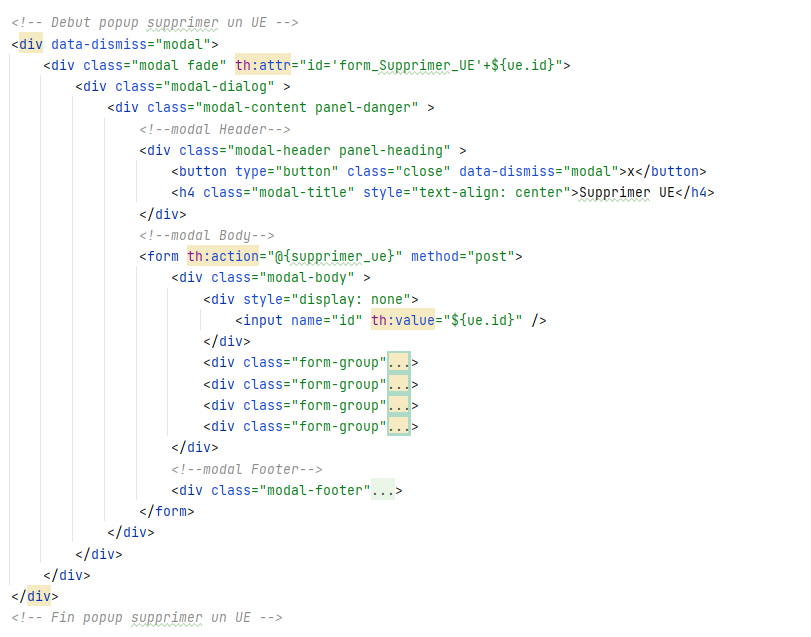 <!-- Debut popup supprimer un UE -->
<div data-dismiss="modal">
<div class="modal fade" th:attr="id='form_Supprimer_UE'+${ue.id}">
<div class="modal-dialog" >
<div class="modal-content panel-danger" >
<!--modal Header-->
<div class="modal-header panel-heading" >
<button type="button" class="close" data-dismiss="modal">x</button>
<h4 class="modal-title" style="text-align: center">Supprimer UE</h4>
</div>
<!--modal Body-->
<form th:action="@{supprimer_ue}" method="post">
<div class="modal-body" >
<div style="display: none">
<input name="id" th:value="${ue.id}" />
</div>
<div class="form-group"...>
<div class="form-group"...>
<div class="form-group"...>
<div class="form-group"...>
</div>
<!--modal Footer-->
<div class="modal-footer"...>
</form>
</div>
</div>
</div>
</div>
<!-- Fin popup supprimer un UE -->